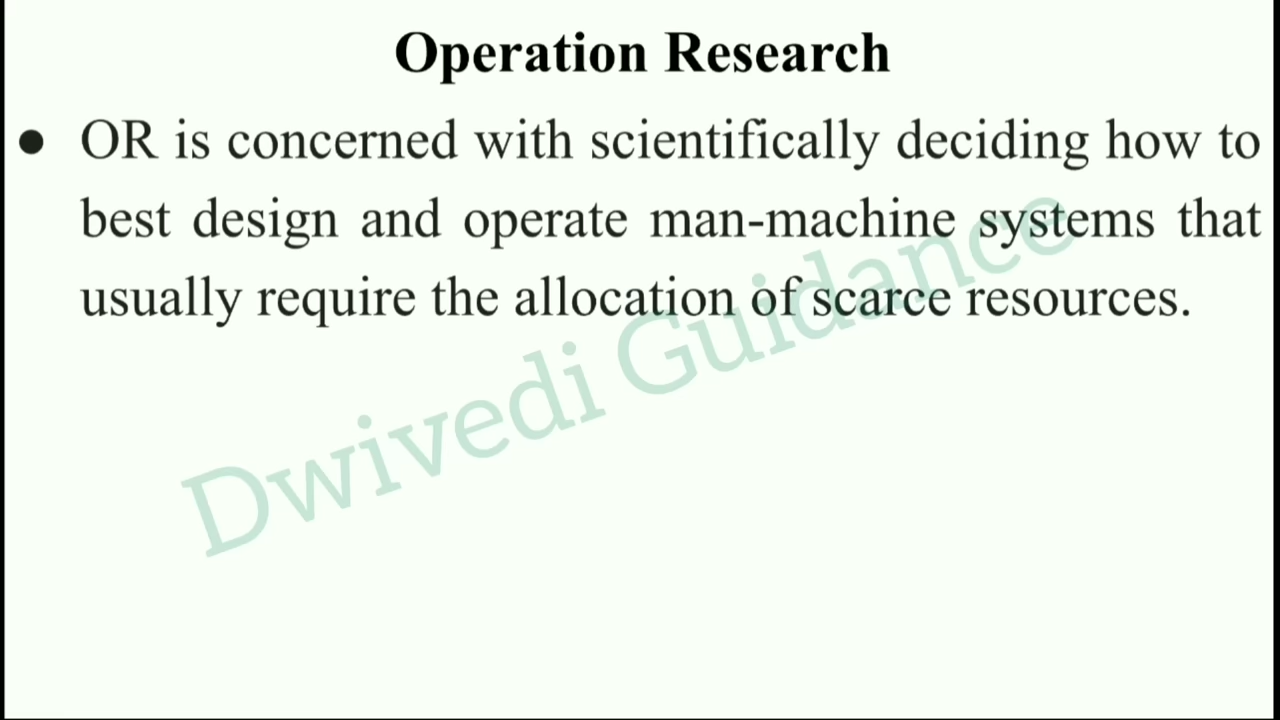 Operation Research
● OR is concerned with scientifically deciding how to
best design and operate man-machine systems that
usually require the allocation of scarce resources.
Dwivedi Guidance